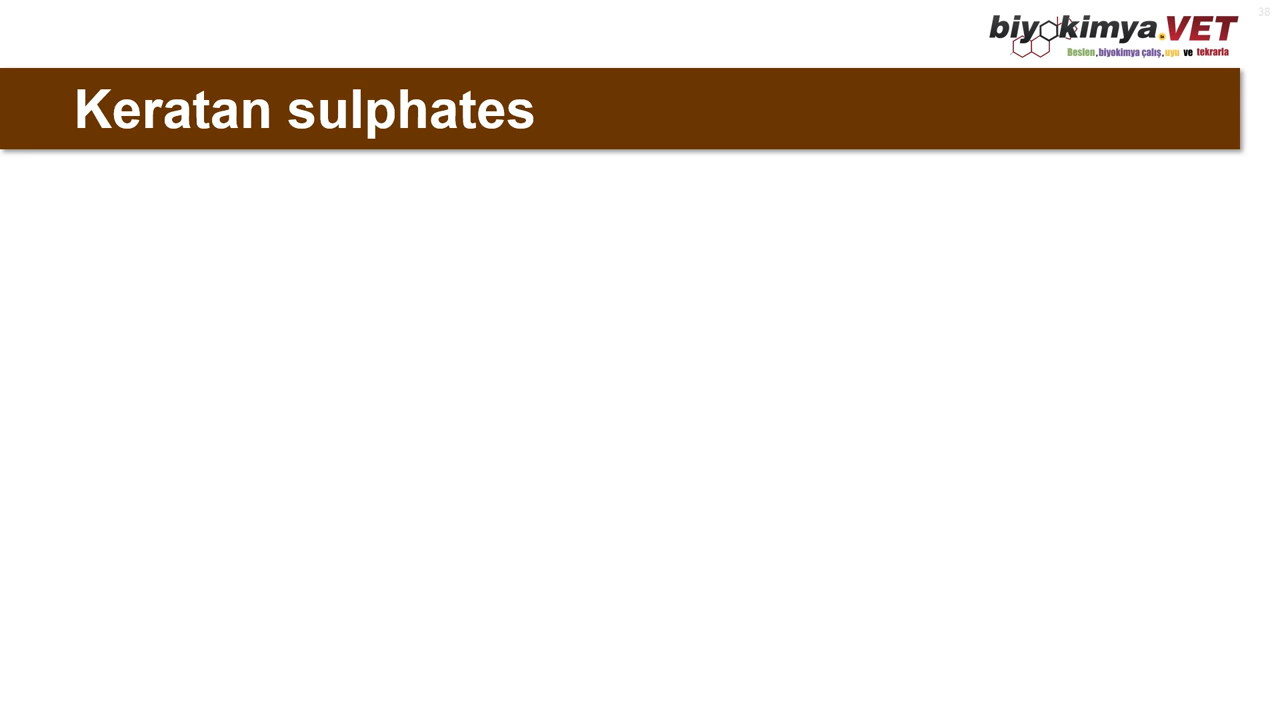 38
biyokimya.VET
Beslen, biyokimya çalış, uyu ve tekrarla
Keratan sulphates